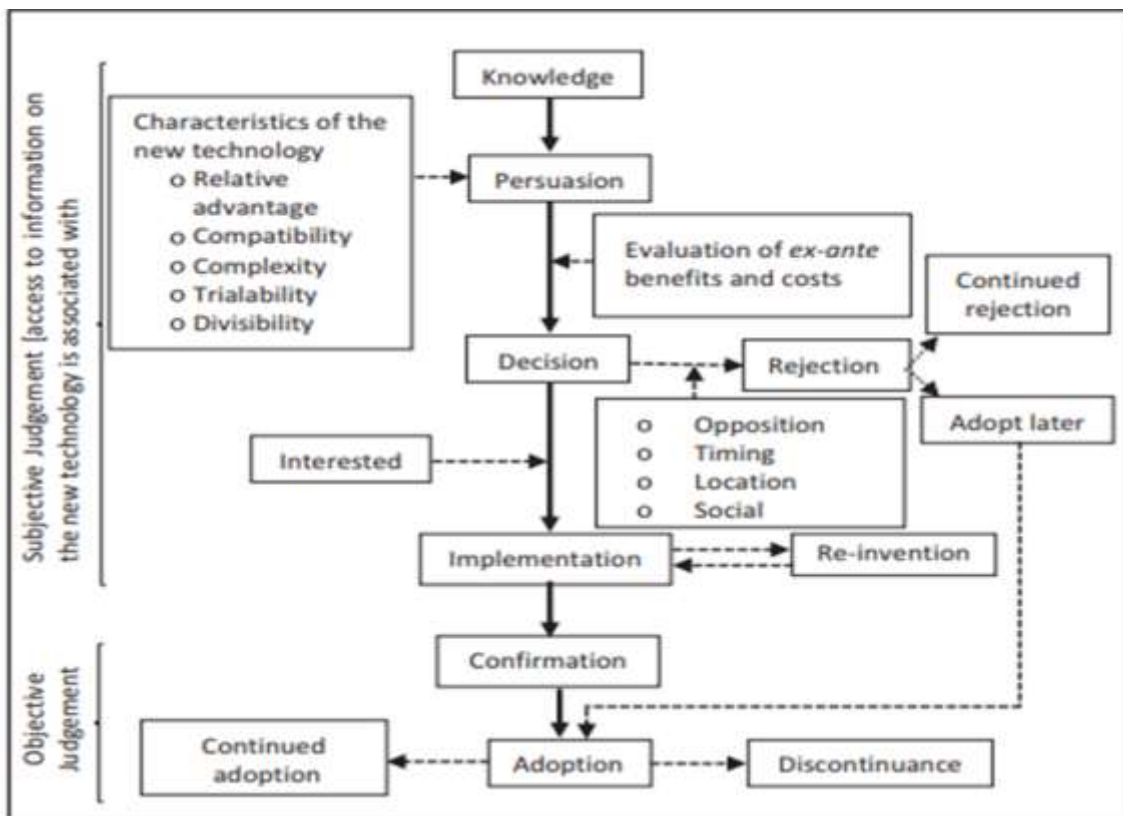 Subjective Judgement [access to information on
the new technology is associated with
Objective
Judgement
Knowledge
Characteristics of the
new technology
o Relative
advantage
o Compatibility
o Complexity
o Trialability
o Divisibility
Persuasion
Evaluation of ex-ante
benefits and costs
Continued
rejection
Decision
Rejection
Adopt later
o Opposition
o Timing
o Location
o Social
Interested
Implementation
Re-invention
Confirmation
Continued
adoption
Adoption
Discontinuance